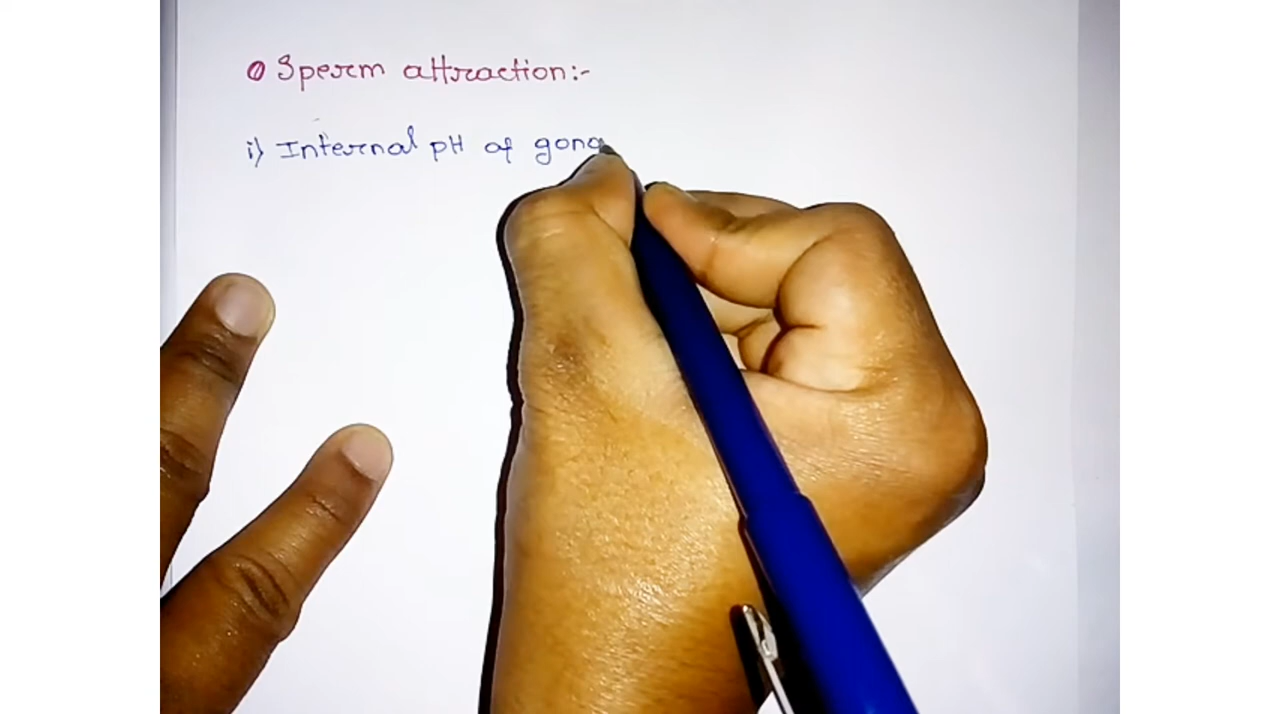 Sperm attraction:-
i) Internal pH of gona